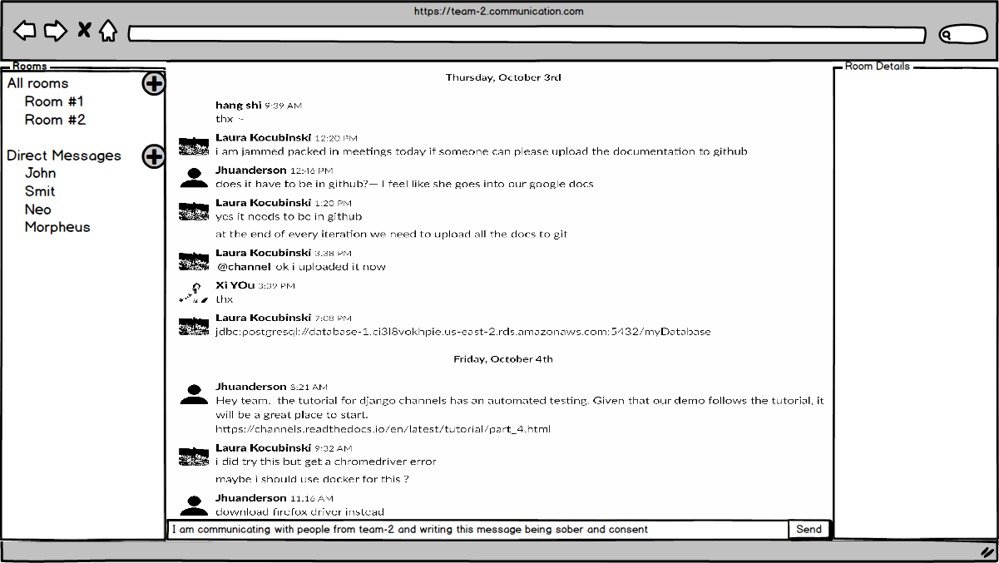 https://team-2.communication.com
Rooms
All rooms
Room #1
Room #2
Direct Messages
John
Smit
Neo
Morpheus
Thursday, October 3rd
hang shi 9:39 AM
thx ~
Laura Kocubinski 12:20 PM
i am jammed packed in meetings today if someone can please upload the documentation to github
Jhuanderson 12:46 PM
does it have to be in github?— I feel like she goes into our google docs
Laura Kocubinski 1:20 PM
yes it needs to be in github
at the end of every iteration we need to upload all the docs to git
Laura Kocubinski 3:38 PM
@channel ok i uploaded it now
Xi YOu 3:39 PM
thx
Laura Kocubinski 7:08 PM
jdbc:postgresql://database-1.ci3l8vokhpie.us-east-2.rds.amazonaws.com:5432/myDatabase
Friday, October 4th
Jhuanderson 8:21 AM
Hey team. the tutorial for django channels has an automated testing. Given that our demo follows the tutorial, it
will be a great place to start.
https://channels.readthedocs.io/en/latest/tutorial/part_4.html
Laura Kocubinski 9:32 AM
i did try this but get a chromedriver error
maybe i should use docker for this ?
Jhuanderson 11:16 AM
download firefox driver instead
I am communicating with people from team-2 and writing this message being sober and consent
Send
Room Details